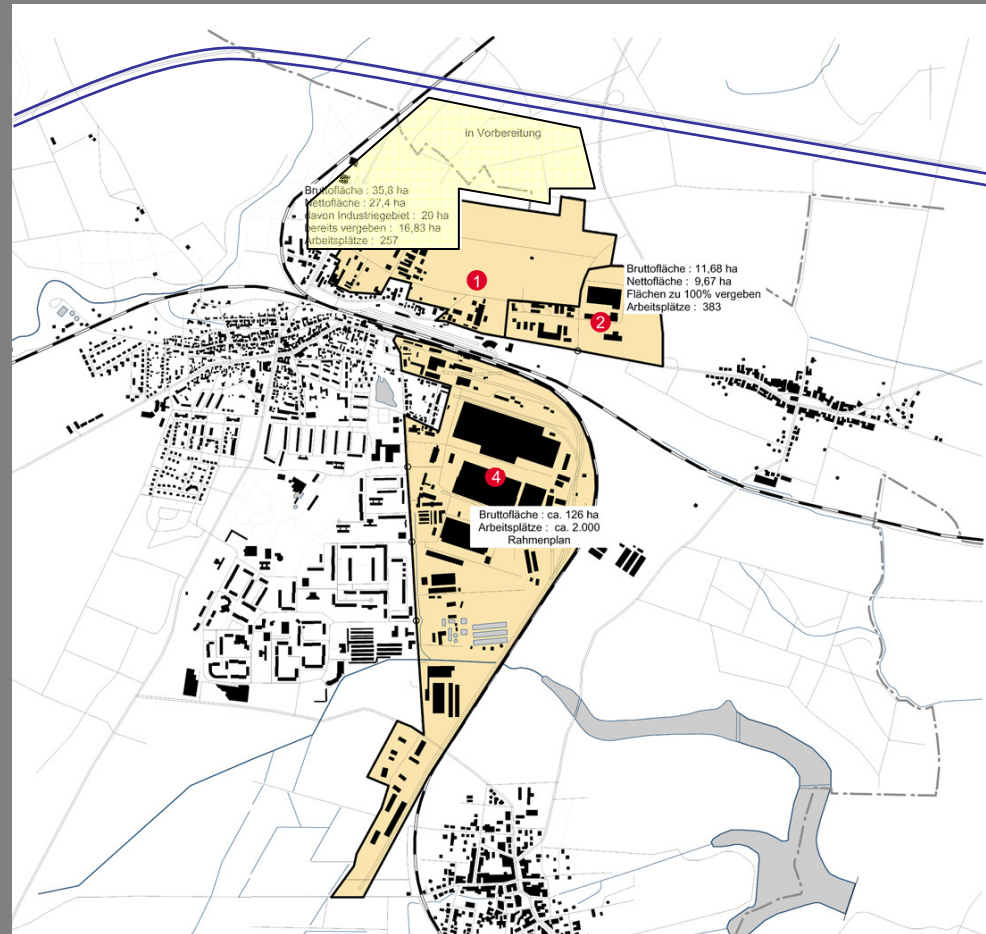 in Vorbereitung
Bruttofläche : 35,8 ha
Nettofläche : 27,4 ha
davon Industriegebiet : 20 ha
bereits vergeben : 16,83 ha
Arbeitsplätze : 257
1
Bruttofläche : 11,68 ha
Nettofläche : 9,67 ha
Flächen zu 100% vergeben
Arbeitsplätze : 383
2
4
Bruttofläche : ca. 126 ha
Arbeitsplätze : ca. 2.000
Rahmenplan